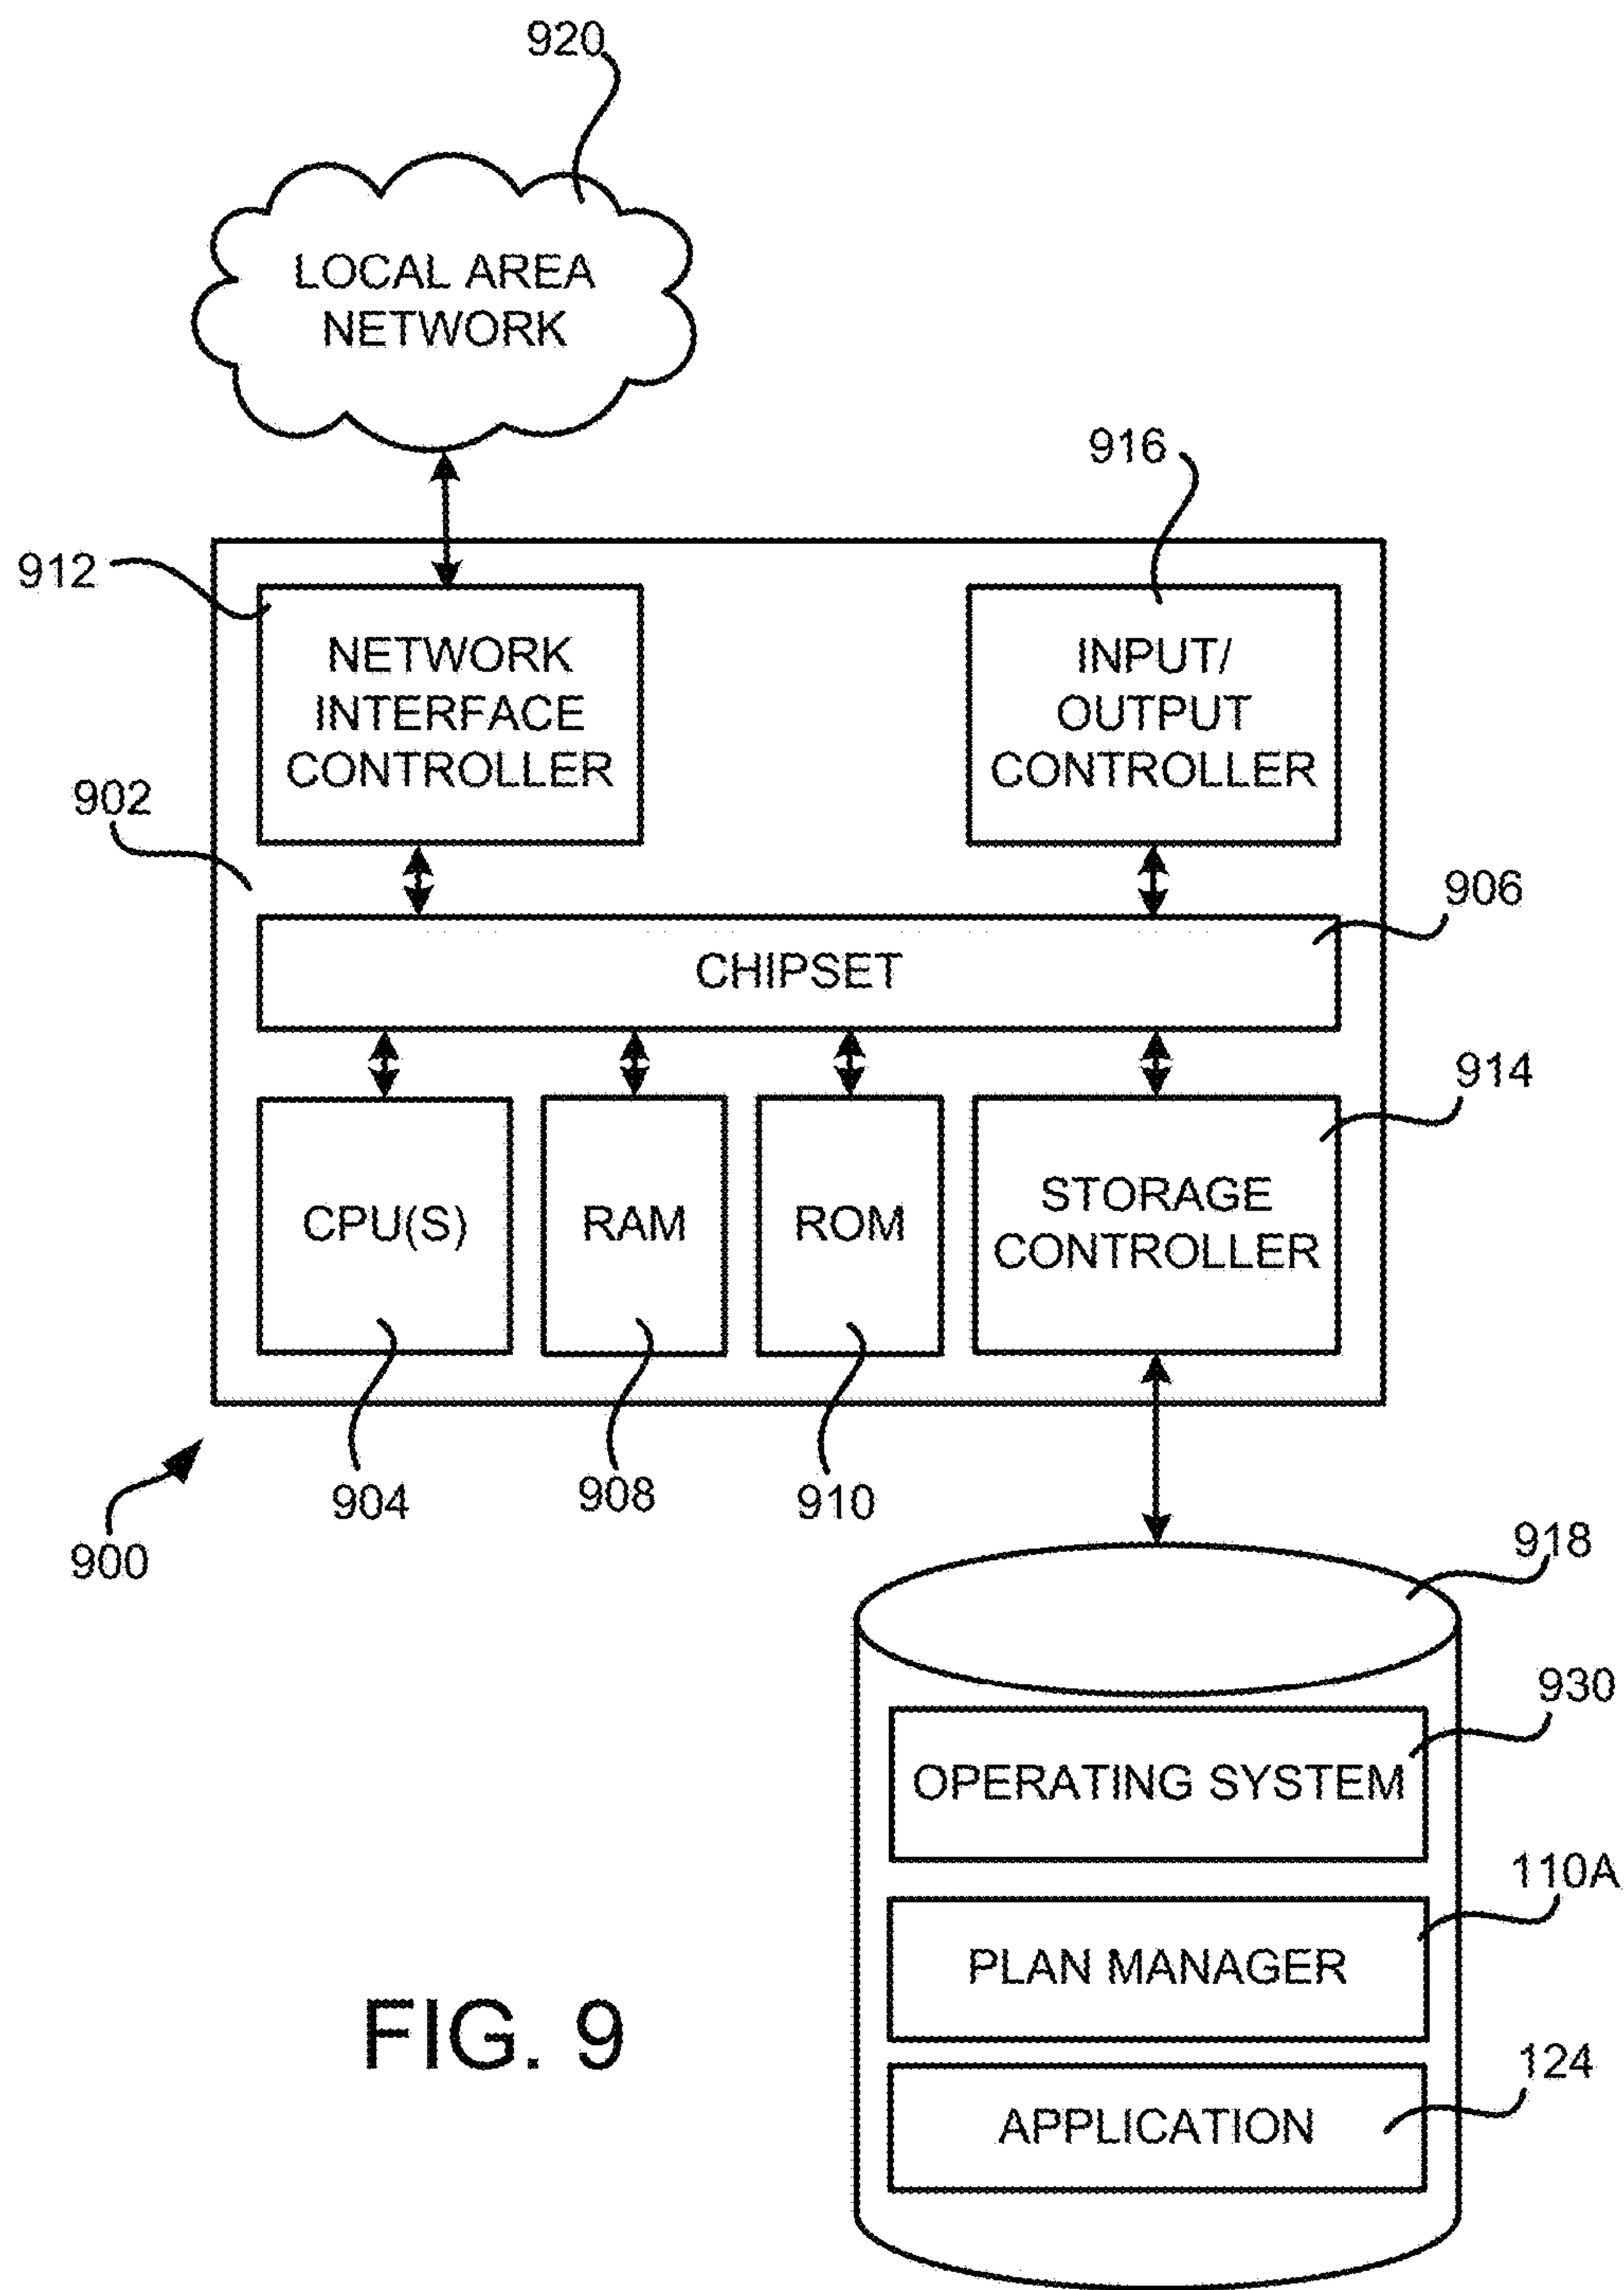 920
LOCAL AREA
NETWORK
916
912
NETWORK
INTERFACE
CONTROLLER
INPUT/
OUTPUT
CONTROLLER
902
906
CHIPSET
914
CPU(S)
RAM
ROM
STORAGE
CONTROLLER
904
908
910
900
918
930
OPERATING SYSTEM
110A
PLAN MANAGER
FIG. 9
124
APPLICATION